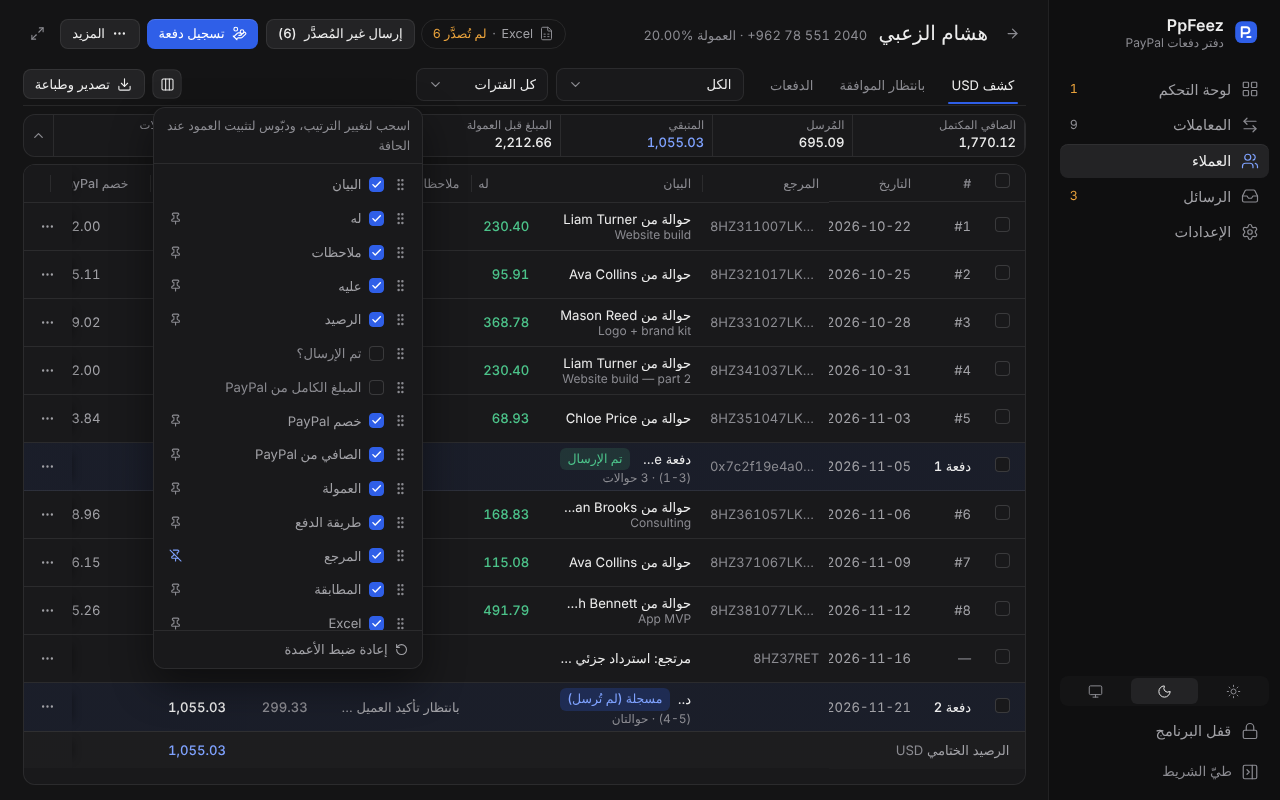 PpFeez
دفتر دفعات PayPal
لوحة التحكم 1
المعاملات 9
العملاء
الرسائل 3
الإعدادات
قفل البرنامج
طيّ الشريط
هشام الزعبي
+962 78 551 2040 · العمولة 20.00%
Excel · لم تُصدَّر 6
إرسال غير المُصدَّر (6)
تسجيل دفعة
المزيد
كشف USD
بانتظار الموافقة
الدفعات
الكل
كل الفترات
تصدير وطباعة
الصافي المكتمل
1,770.12
المُرسل
695.09
المتبقي
1,055.03
المبلغ قبل العمولة
2,212.66
اسحب لتغيير الترتيب، ودبّوس لتثبيت العمود عند
الحافة
البيان
له
ملاحظات
عليه
الرصيد
تم الإرسال؟
المبلغ الكامل من PayPal
خصم PayPal
الصافي من PayPal
العمولة
طريقة الدفع
المرجع
المطابقة
Excel
إعادة ضبط الأعمدة
# التاريخ المرجع البيان له ملاحظا خصم yPal
#1 2026-10-22 8HZ311007LK... حوالة من Liam Turner 230.40 2.00
Website build
#2 2026-10-25 8HZ321017LK... حوالة من Ava Collins 95.91 5.11
#3 2026-10-28 8HZ331027LK... حوالة من Mason Reed 368.78 9.02
Logo + brand kit
#4 2026-10-31 8HZ341037LK... حوالة من Liam Turner 230.40 2.00
Website build — part 2
#5 2026-11-03 8HZ351047LK... حوالة من Chloe Price 68.93 3.84
دفعة 1 2026-11-05 0x7c2f19e4a0... دفعة e... تم الإرسال
(1-3) · 3 حوالات
#6 2026-11-06 8HZ361057LK... حوالة من an Brooks... 168.83 8.96
Consulting
#7 2026-11-09 8HZ371067LK... حوالة من Ava Collins 115.08 6.15
#8 2026-11-12 8HZ381077LK... حوالة من h Bennett... 491.79 5.26
App MVP
— 2026-11-16 8HZ37RET مرتجع: استرداد جزئي ...
دفعة 2 2026-11-21 د.. مسجلة (لم تُرسل) بانتظار تأكيد العميل ... 299.33 1,055.03
(4-5) · حوالتان
الرصيد الختامي USD 1,055.03